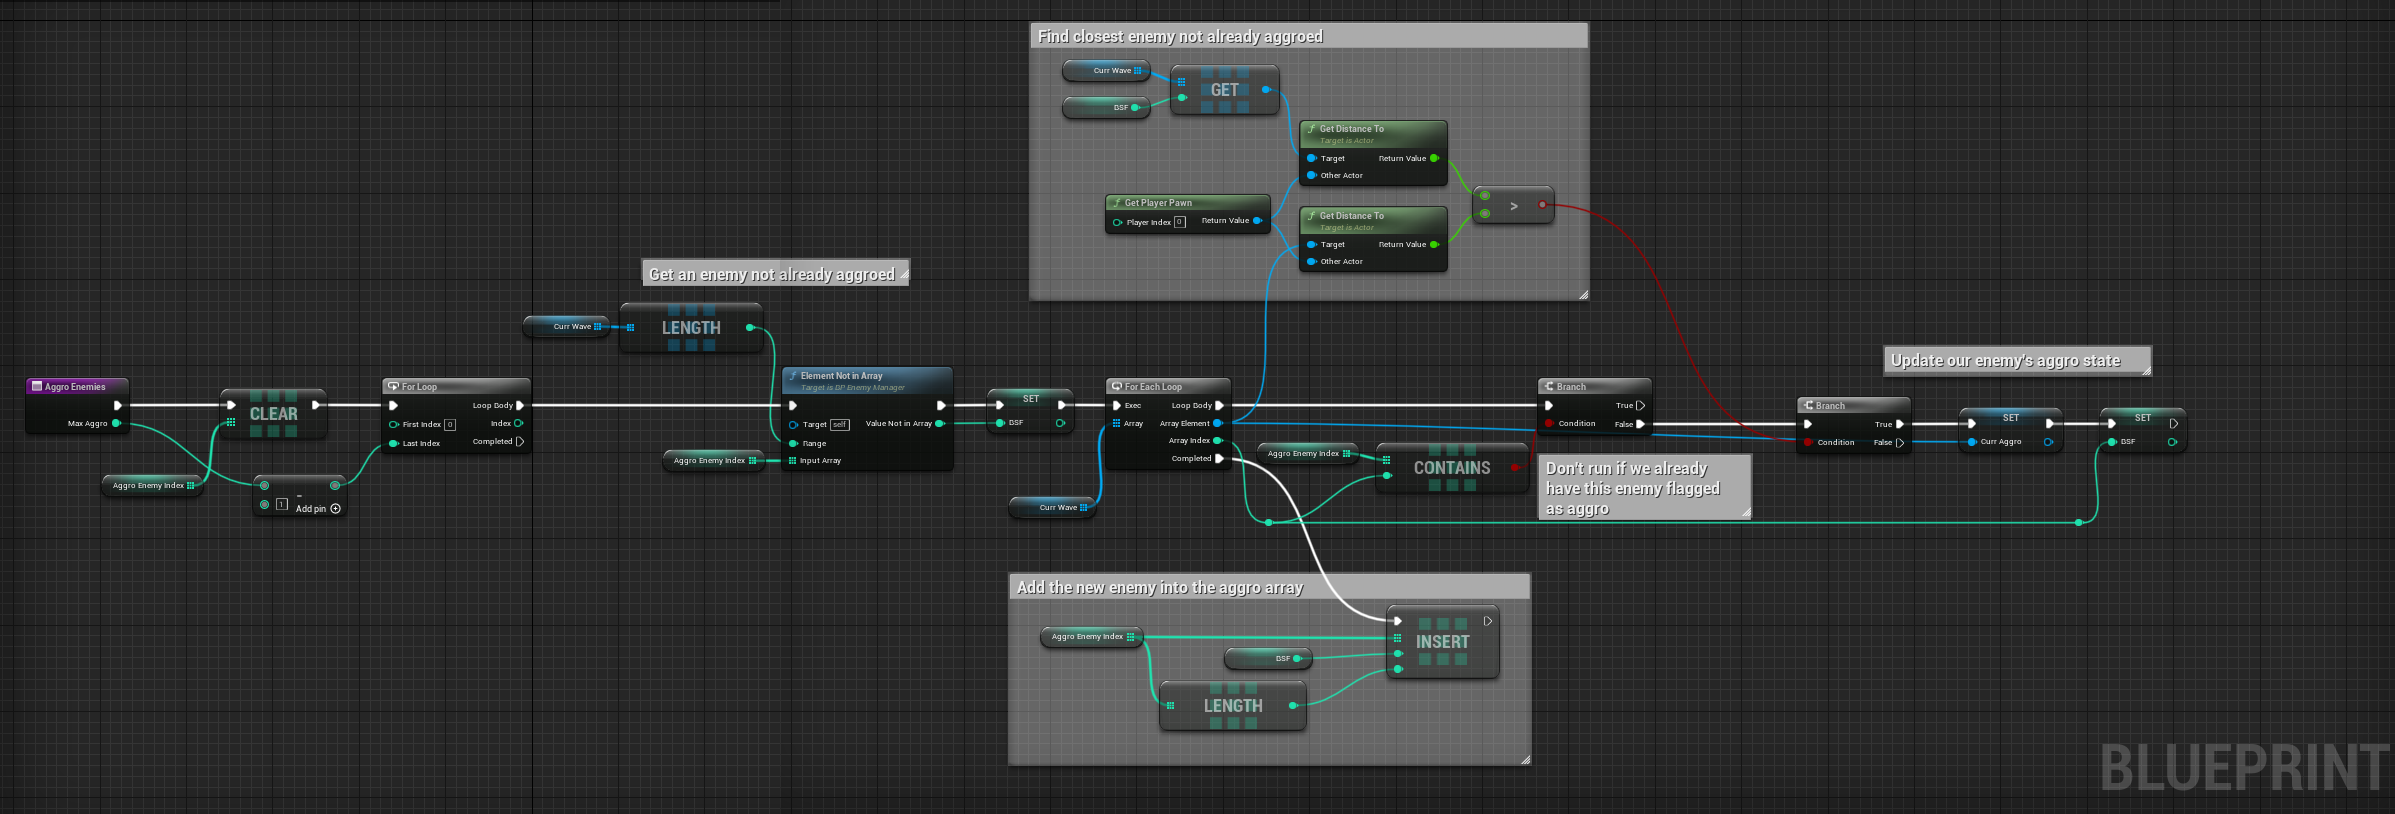 Find closest enemy not already aggroed
Curr Wave
GET
BSF
Get Distance To
Target is Actor
Target
Return Value
Other Actor
Get Player Pawn
Player Index 0
Return Value
Get Distance To
Target is Actor
Target
Return Value
Other Actor
>
Get an enemy not already aggroed
Curr Wave
LENGTH
Aggro Enemies
Max Aggro
CLEAR
Aggro Enemy Index
-
1
Add pin
For Loop
Loop Body
First Index 0
Index
Last Index
Completed
Element Not in Array
Target is BP Enemy Manager
Target self
Value Not in Array
Range
Input Array
Aggro Enemy Index
SET
BSF
For Each Loop
Exec
Loop Body
Array
Array Element
Array Index
Completed
Curr Wave
Aggro Enemy Index
CONTAINS
Branch
True
Condition
False
Don't run if we already
have this enemy flagged
as aggro
Branch
True
Condition
False
Update our enemy's aggro state
SET
Curr Aggro
SET
BSF
Add the new enemy into the aggro array
Aggro Enemy Index
BSF
LENGTH
INSERT
BLUEPRINT